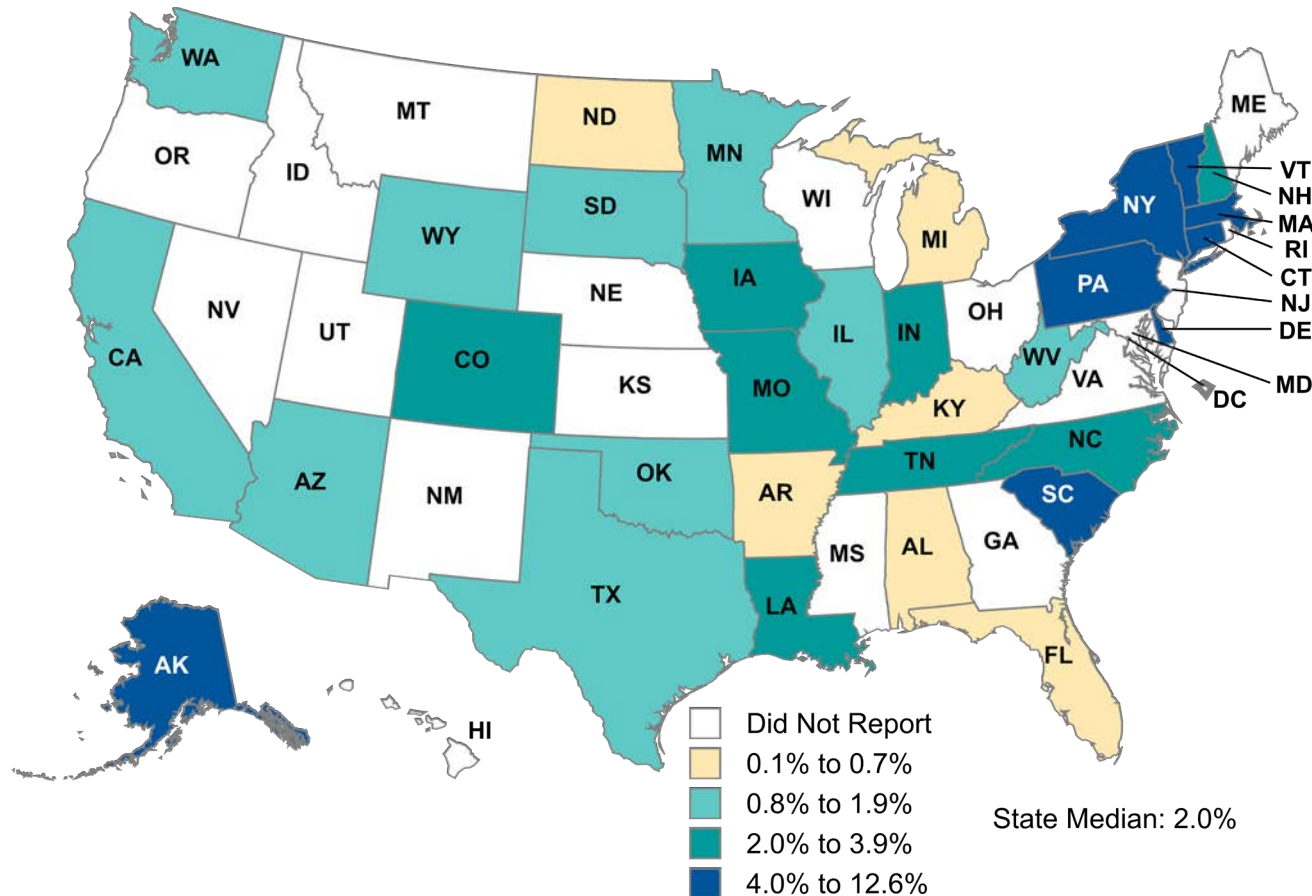 WA
MT
ND
ME
OR
ID
MN
VT
NH
WI
SD
NY
MA
WY
MI
RI
CT
IA
PA
NE
NJ
NV
OH
UT
IL
IN
DE
CA
CO
WV
MD
KS
MO
VA
DC
KY
NC
TN
OK
AZ
NM
AR
SC
MS
AL
GA
TX
LA
FL
AK
HI
Did Not Report
0.1% to 0.7%
0.8% to 1.9%
State Median: 2.0%
2.0% to 3.9%
4.0% to 12.6%